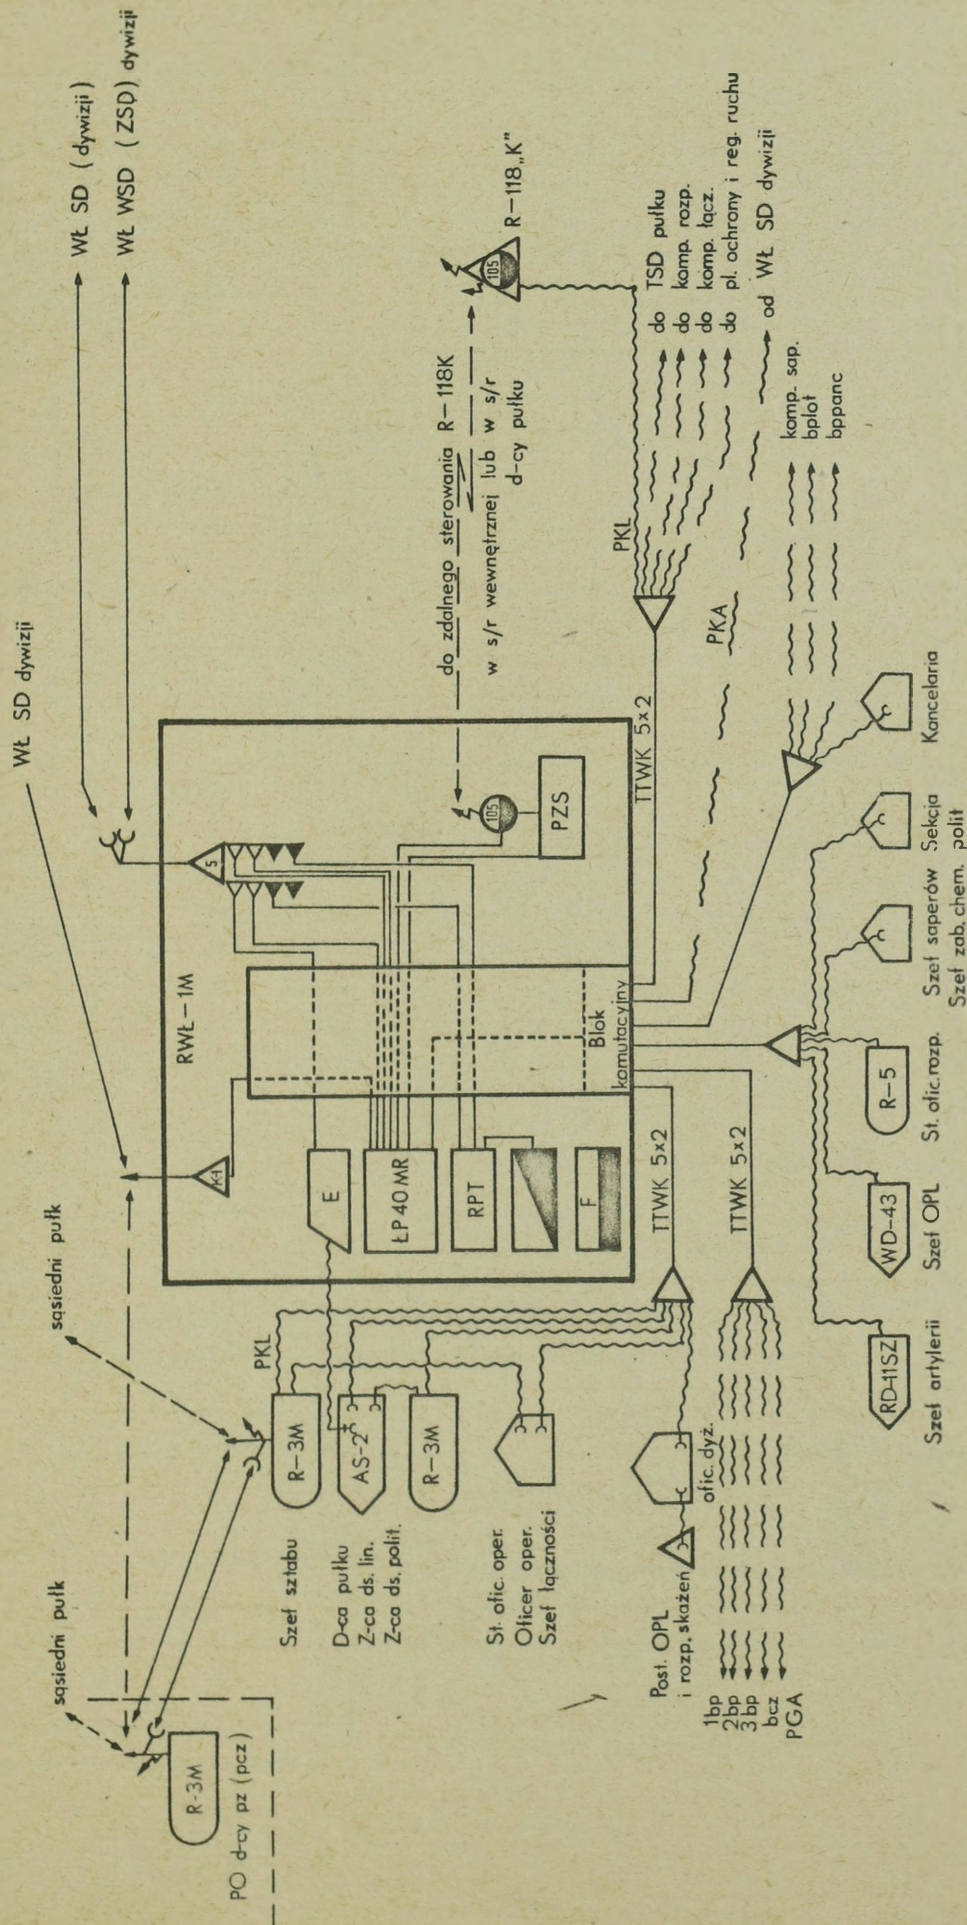 WŁ SD dywizji
WŁ SD (dywizji)
WŁ WSD (ZSD) dywizji
sąsiedni pułk
sąsiedni pułk
R-3M
PO d-cy pz (pcz)
RWŁ-1M
K-1
5
E
ŁP 40 MR
RPT
F
Blok
komutacyjny
105
PZS
do zdalnego sterowania R-118K
w s/r wewnętrznej lub w s/r
d-cy pułku
105
R-118 „K"
PKL
R-3M
AS-2
R-3M
Szef sztabu
D-ca pułku
Z-ca ds. lin.
Z-ca ds. polit.
St. ofic. oper.
Oficer oper.
Szef łączności
Post. OPL
i rozp. skażeń
ofic. dyż.
TTWK 5x2
TTWK 5x2
TTWK 5x2
PKL
do TSD pułku
do komp. rozp.
do komp. łącz.
do pl. ochrony i reg. ruchu
PKA
od WŁ SD dywizji
komp. sap.
bplot
bppanc
1bp
2bp
3bp
bcz
PGA
RD-11SZ
Szef artylerii
WD-43
Szef OPL
R-5
St. ofic. rozp.
Szef saperów
Szef zab. chem.
Sekcja
polit
Kancelaria